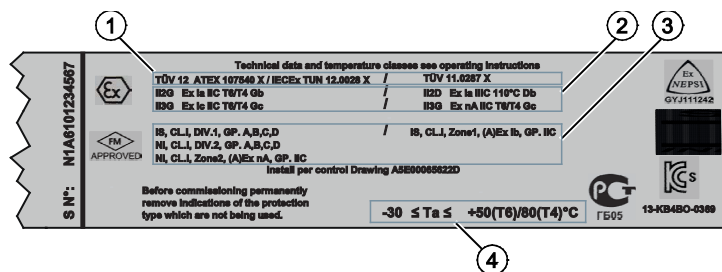 1
2
3
Technical data and temperature classes see operating instructions
TÜV 12 ATEX 107540 X / IECEx TUN 12.0028 X / TÜV 11.0287 X
II2G Ex ia IIC T6/T4 Gb / II2D Ex ia IIIC 110°C Db
II3G Ex ic IIC T6/T4 Gc / II3G Ex nA IIC T6/T4 Gc
Ex
NEPSI
GYJ111242
S Nº: N1A6101234567
εx
FM
APPROVED
IS, CL.I, DIV.1, GP. A,B,C,D / IS, CL.I, Zone1, (A)Ex ib, GP. IIC
NI, CL.I, DIV.2, GP. A,B,C,D
NI, CL.I, Zone2, (A)Ex nA, GP. IIC
Install per control Drawing A5E00065622D
Before commissioning permanently
remove indications of the protection
type which are not being used.
-30 ≤ Ta ≤ +50(T6)/80(T4)°C
ГБ05
S
13-KB4BO-0369
4